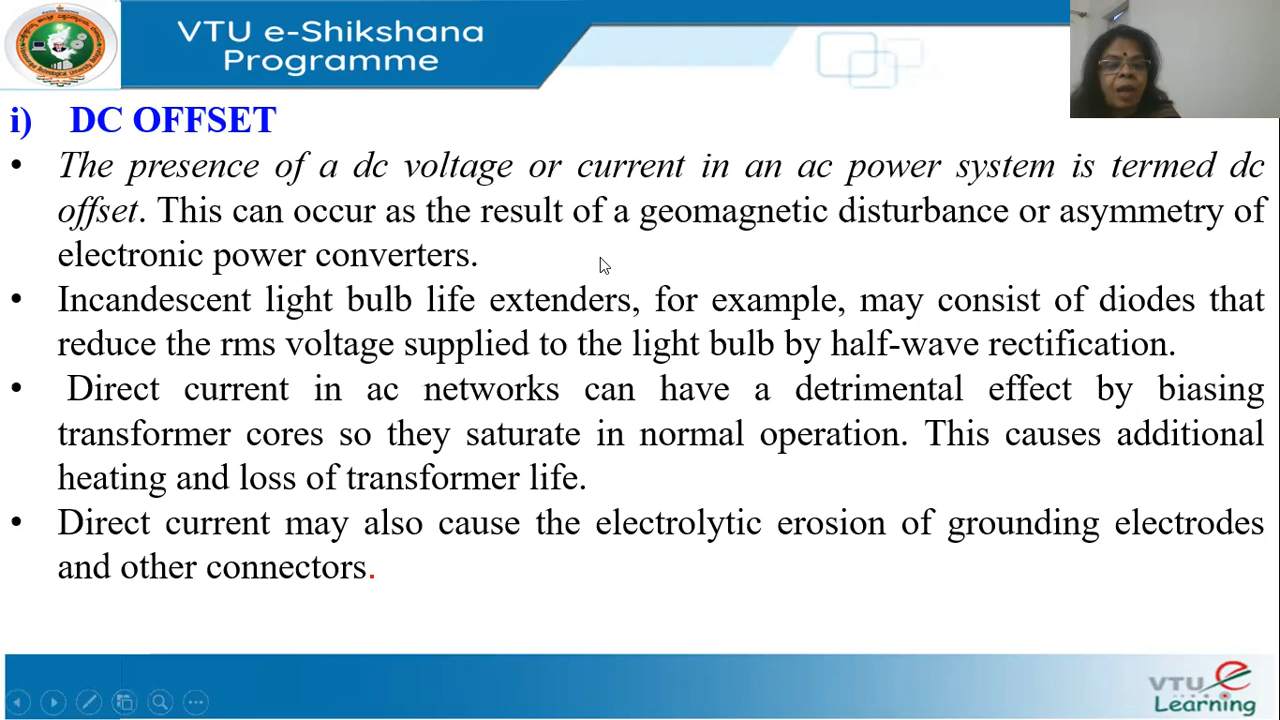 VTU e-Shikshana
Programme
i) DC OFFSET
• The presence of a dc voltage or current in an ac power system is termed dc
offset. This can occur as the result of a geomagnetic disturbance or asymmetry of
electronic power converters.
• Incandescent light bulb life extenders, for example, may consist of diodes that
reduce the rms voltage supplied to the light bulb by half-wave rectification.
• Direct current in ac networks can have a detrimental effect by biasing
transformer cores so they saturate in normal operation. This causes additional
heating and loss of transformer life.
• Direct current may also cause the electrolytic erosion of grounding electrodes
and other connectors.
VTU e
Learning